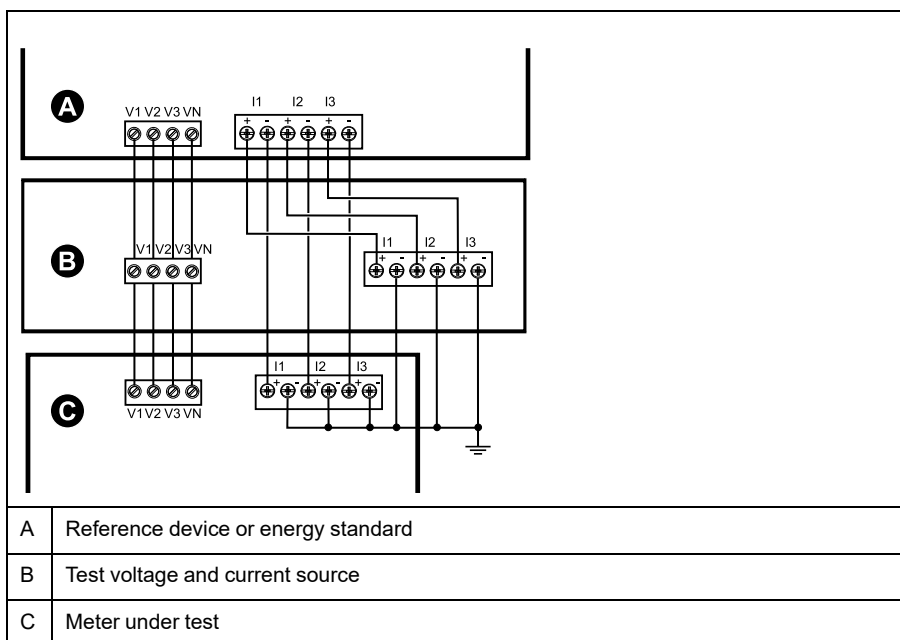 A
V1 V2 V3 VN
I1 I2 I3
+ - + - + -
B
V1 V2 V3 VN
I1 I2 I3
+ - + - + -
C
I1 I2 I3
+ - + - + -
V1 V2 V3 VN
A Reference device or energy standard
B Test voltage and current source
C Meter under test